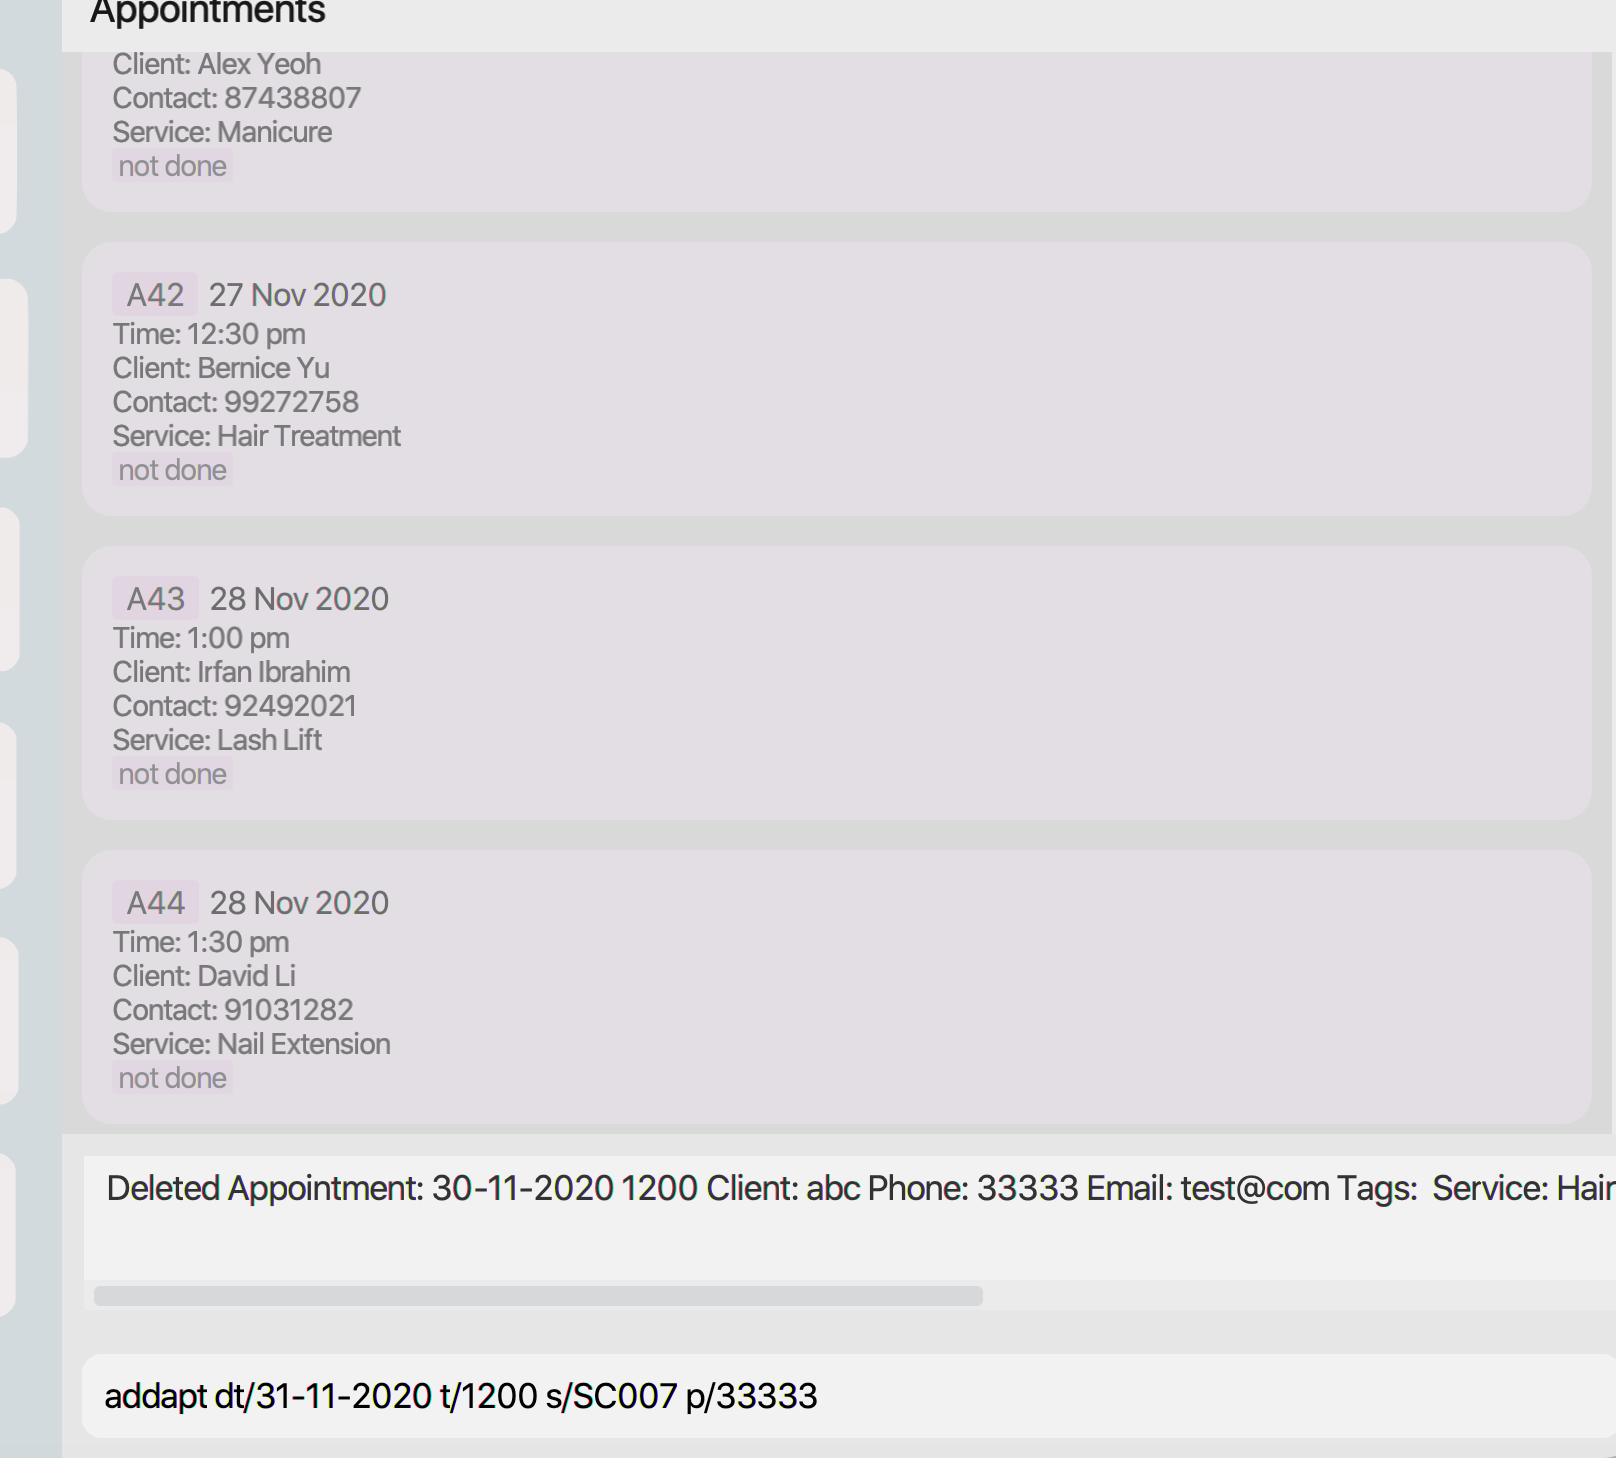 Appointments
Client: Alex Yeoh
Contact: 87438807
Service: Manicure
not done
A42 27 Nov 2020
Time: 12:30 pm
Client: Bernice Yu
Contact: 99272758
Service: Hair Treatment
not done
A43 28 Nov 2020
Time: 1:00 pm
Client: Irfan Ibrahim
Contact: 92492021
Service: Lash Lift
not done
A44 28 Nov 2020
Time: 1:30 pm
Client: David Li
Contact: 91031282
Service: Nail Extension
not done
Deleted Appointment: 30-11-2020 1200 Client: abc Phone: 33333 Email: test@com Tags:  Service: Hair
addapt dt/31-11-2020 t/1200 s/SC007 p/33333